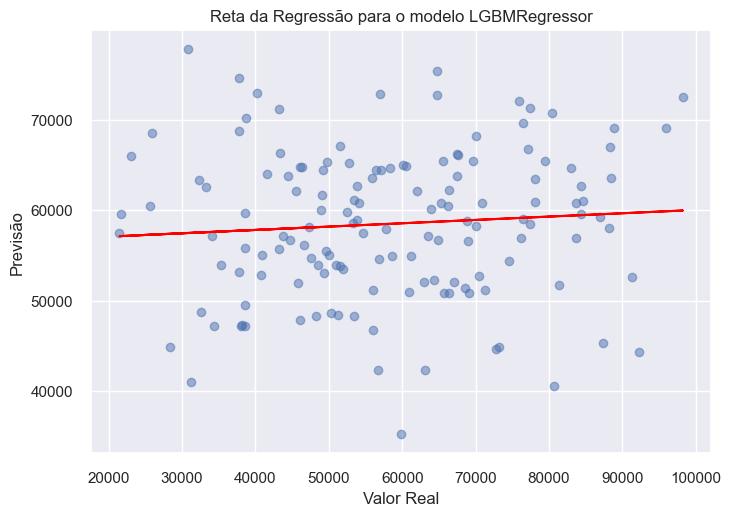 Reta da Regressão para o modelo LGBMRegressor
70000
60000
50000
40000
Previsão
20000 30000 40000 50000 60000 70000 80000 90000 100000
Valor Real